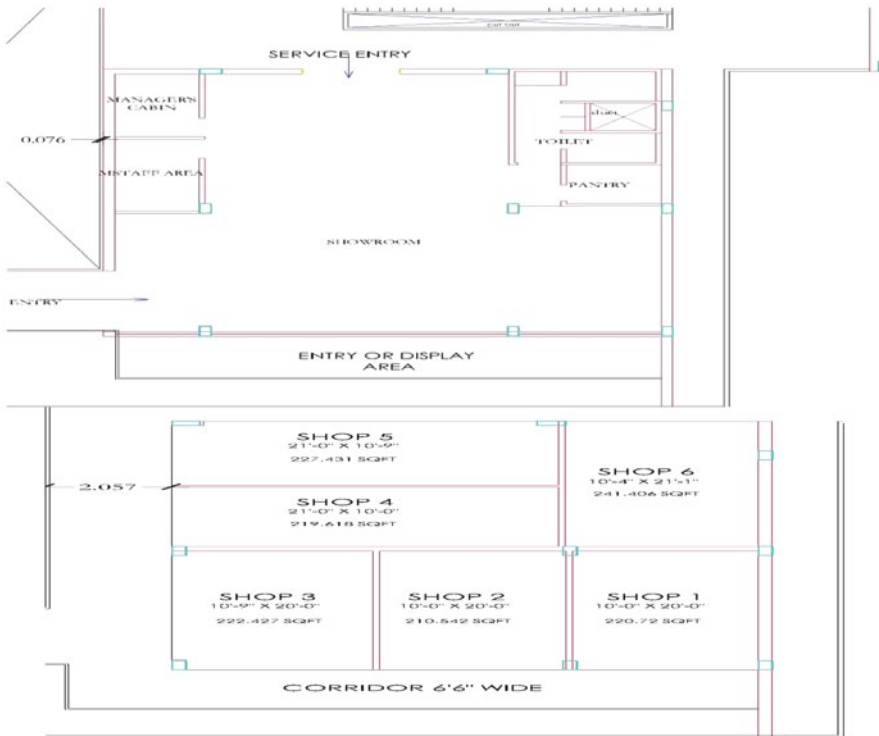 CUT OUT
SERVICE ENTRY
MANAGER'S
CABIN
0.076
TOILET
MSTAFF AREA
PANTRY
SHOWROOM
ENTRY
ENTRY OR DISPLAY
AREA
SHOP 5
21'-0" X 10'-9"
227.431 SQFT
SHOP 6
10'-4" X 21'-1"
241.406 SQFT
2.057
SHOP 4
21'-0" X 10'-0"
219.618 SQFT
SHOP 3
10'-9" X 20'-0"
222.427 SQFT
SHOP 2
10'-0" X 20'-0"
210.542 SQFT
SHOP 1
10'-0" X 20'-0"
220.72 SQFT
CORRIDOR 6'6" WIDE